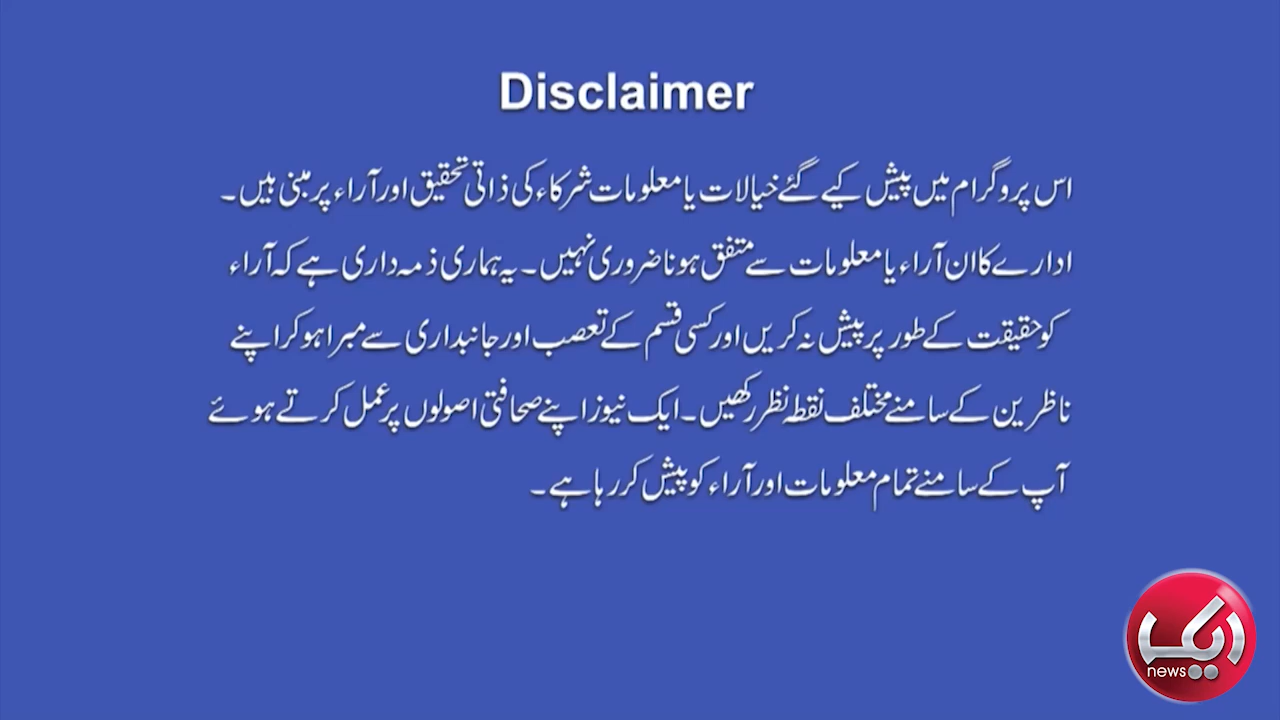 Disclaimer
اس پروگرام میں پیش کیے گئے خیالات یا معلومات شرکاء کی ذاتی تحقیق اور آراء پر مبنی ہیں۔
ادارے کا ان آراء یا معلومات سے متفق ہونا ضروری نہیں۔ یہ ہماری ذمہ داری ہے کہ آراء
کو حقیقت کے طور پر پیش نہ کریں اور کسی قسم کے تعصب اور جانبداری سے مبرا ہو کر اپنے
ناظرین کے سامنے مختلف نقطہ نظر رکھیں۔ ایک نیوز اپنے صحافتی اصولوں پر عمل کرتے ہوئے
آپ کے سامنے تمام معلومات اور آراء کو پیش کر رہا ہے۔
ایک
news